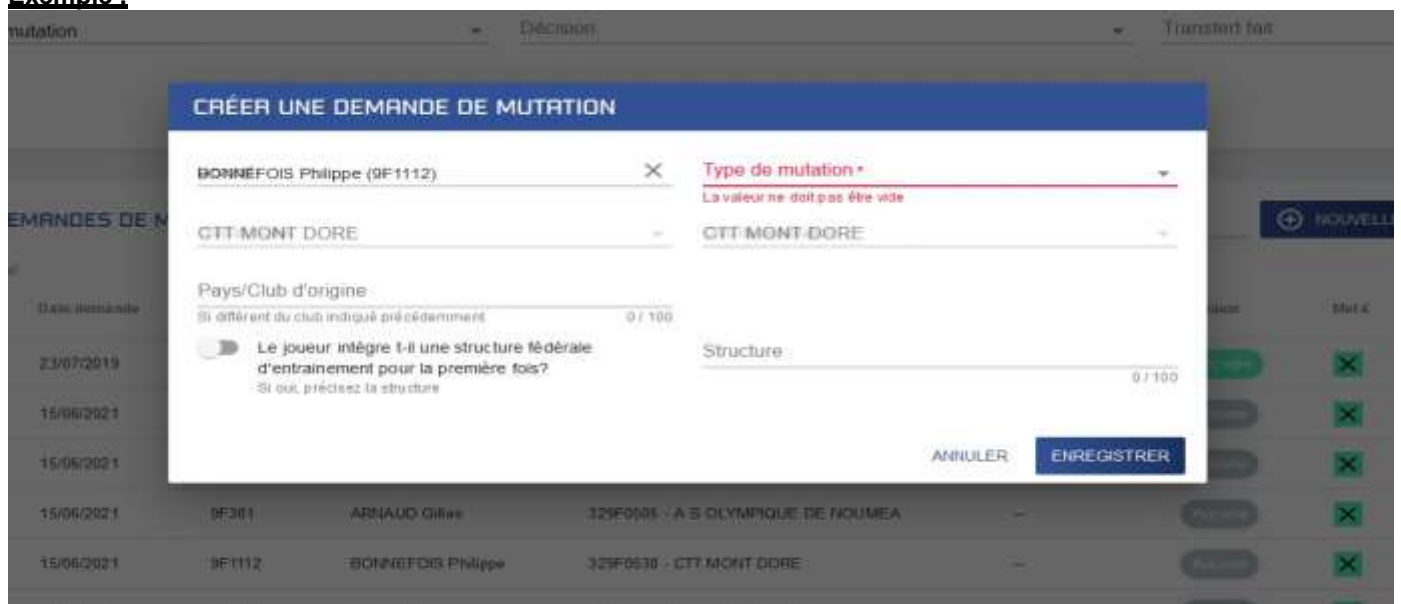 Exemple :
mutation Décision Transfert fait
CRÉER UNE DEMANDE DE MUTATION
BONNEFOIS Philippe (9F1112) Type de mutation *
La valeur ne doit pas être vide
EMANDES DE M NOUVELL
CTT MONT DORE CTT MONT DORE
Pays/Club d'origine
Si différent du club indiqué précédemment 0 / 100
Date demande Mut €
Le joueur intègre t-il une structure fédérale
d'entrainement pour la première fois?
Si oui, précisez la structure
Structure
0 / 100
23/07/2019
15/06/2021
15/06/2021
ANNULER ENREGISTRER
15/06/2021 9F301 ARNAUD Gilles 329F0505 - A S OLYMPIQUE DE NOUMEA --
15/06/2021 9F1112 BONNEFOIS Philippe 329F0530 - CTT MONT DORE --